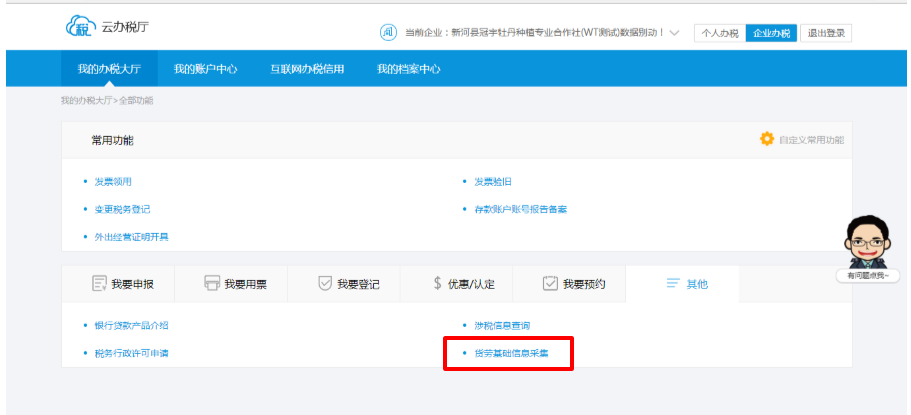 税 云办税厅
当前企业：新河县冠宇牡丹种植专业合作社(WT测试)数据别动！ 个人办税 企业办税 退出登录
我的办税大厅 我的账户中心 互联网办税信用 我的档案中心
我的办税大厅>全部功能
常用功能 自定义常用功能
发票领用 发票验旧
变更税务登记 存款账户账号报告备案
外出经营证明开具
有问题点我~
我要申报 我要用票 我要登记 $ 优惠/认定 我要预约 其他
银行贷款产品介绍 涉税信息查询
税务行政许可申请 货劳基础信息采集